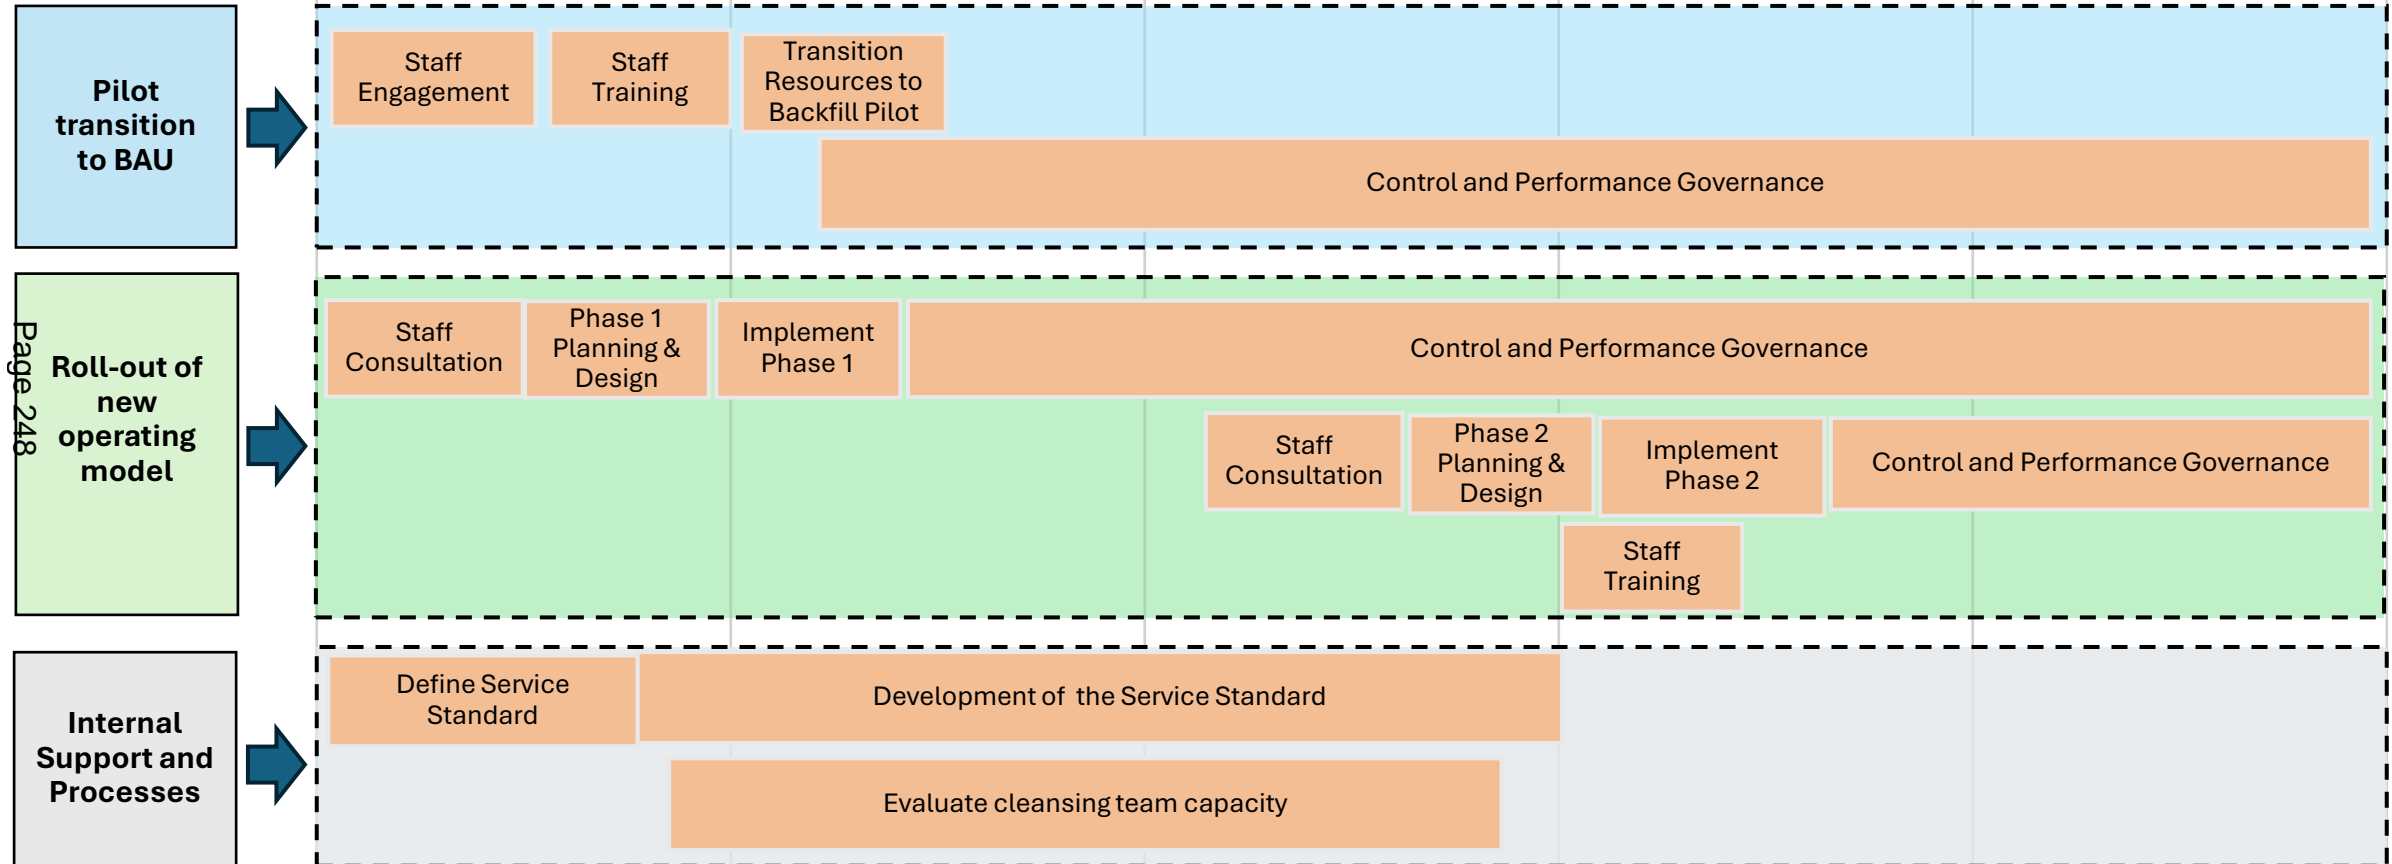 Pilot
transition
to BAU
Staff
Engagement
Staff
Training
Transition
Resources to
Backfill Pilot
Control and Performance Governance
Page 248
Roll-out of
new
operating
model
Staff
Consultation
Phase 1
Planning &
Design
Implement
Phase 1
Control and Performance Governance
Staff
Consultation
Phase 2
Planning &
Design
Implement
Phase 2
Control and Performance Governance
Staff
Training
Internal
Support and
Processes
Define Service
Standard
Development of  the Service Standard
Evaluate cleansing team capacity